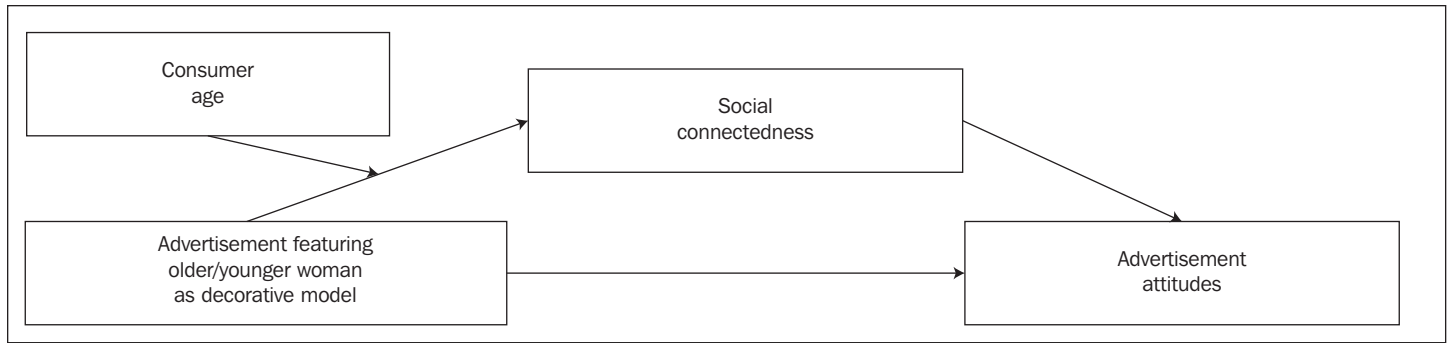 Consumer
age
Social
connectedness
Advertisement featuring
older/younger woman
as decorative model
Advertisement
attitudes